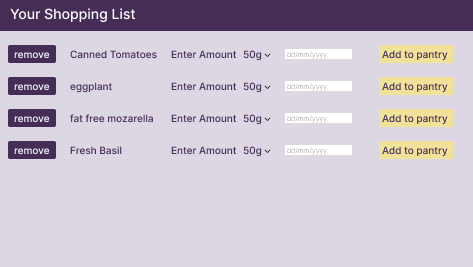 Your Shopping List
remove Canned Tomatoes Enter Amount 50g dd/mm/yyyy Add to pantry
remove eggplant Enter Amount 50g dd/mm/yyyy Add to pantry
remove fat free mozarella Enter Amount 50g dd/mm/yyyy Add to pantry
remove Fresh Basil Enter Amount 50g dd/mm/yyyy Add to pantry